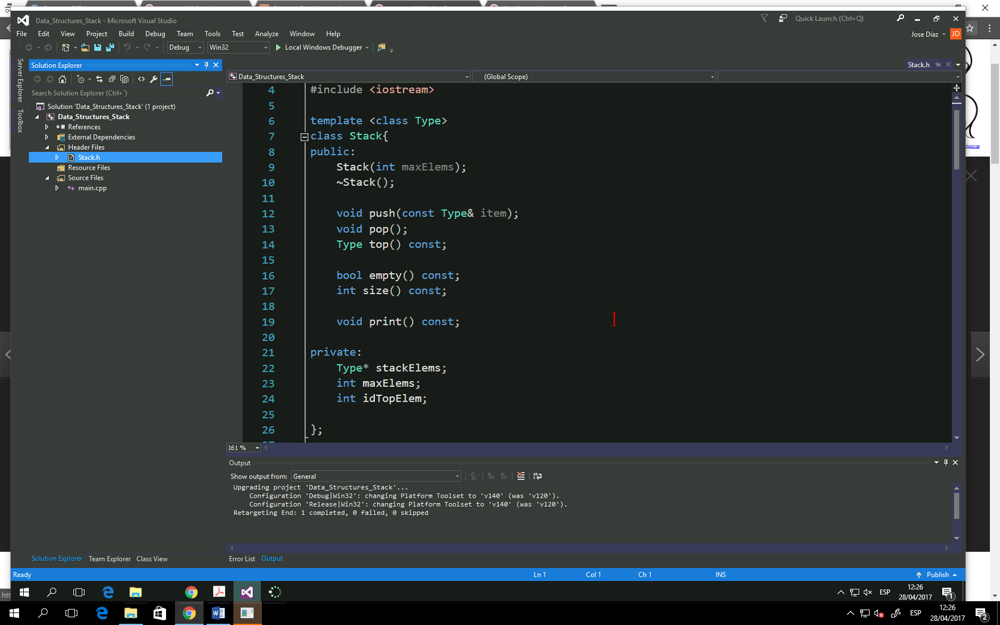 Data_Structures_Stack - Microsoft Visual Studio
Quick Launch (Ctrl+Q)
File Edit View Project Build Debug Team Tools Test Analyze Window Help
Jose Díaz JD
Debug Win32 Local Windows Debugger
Server Explorer
Toolbox
Solution Explorer
Search Solution Explorer (Ctrl+¨)
Solution 'Data_Structures_Stack' (1 project)
Data_Structures_Stack
References
External Dependencies
Header Files
Stack.h
Resource Files
Source Files
main.cpp
Stack.h
Data_Structures_Stack (Global Scope)
4 #include <iostream>
5
6 template <class Type>
7 class Stack{
8 public:
9 Stack(int maxElems);
10 ~Stack();
11
12 void push(const Type& item);
13 void pop();
14 Type top() const;
15
16 bool empty() const;
17 int size() const;
18
19 void print() const;
20
21 private:
22 Type* stackElems;
23 int maxElems;
24 int idTopElem;
25
26 };
161 %
Output
Show output from: General
Upgrading project 'Data_Structures_Stack'...
Configuration 'Debug|Win32': changing Platform Toolset to 'v140' (was 'v120').
Configuration 'Release|Win32': changing Platform Toolset to 'v140' (was 'v120').
Retargeting End: 1 completed, 0 failed, 0 skipped
Solution Explorer Team Explorer Class View
Error List Output
Ready Ln 1 Col 1 Ch 1 INS Publish
ESP 12:26
28/04/2017 1
ESP 12:26
28/04/2017 2